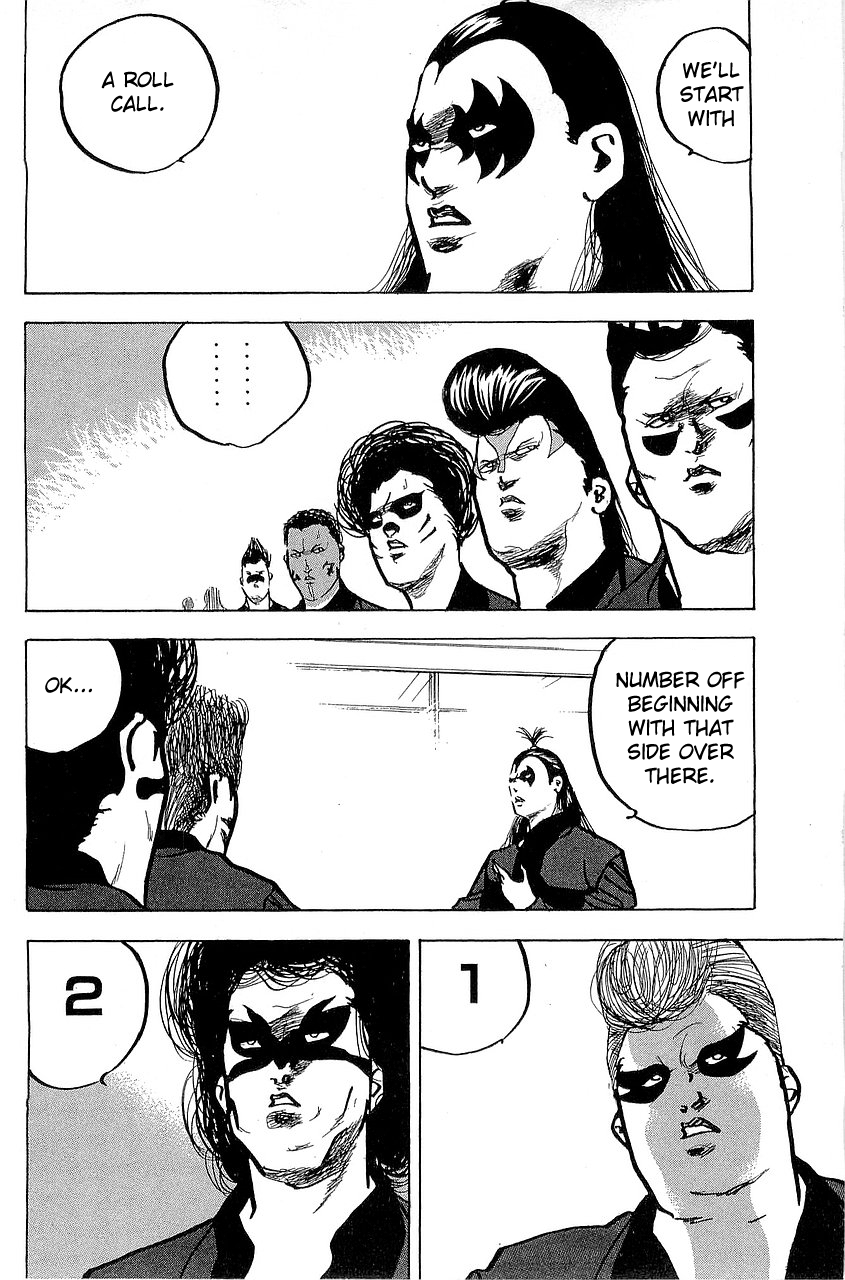 WE'LL
START
WITH
A ROLL
CALL.
NUMBER OFF
BEGINNING
WITH THAT
SIDE OVER
THERE.
OK...
1
2